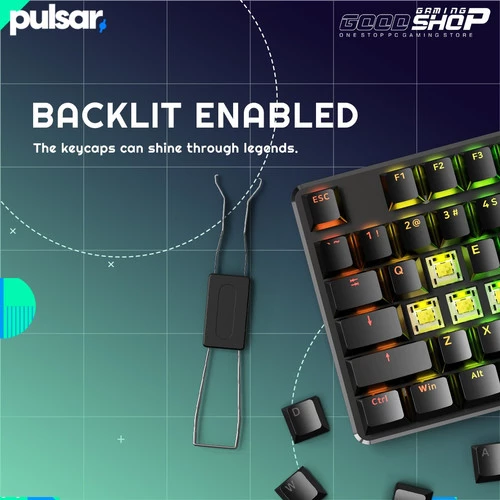 pulsar
GAMING
GOOD SHOP
ONE STOP PC GAMING STORE
BACKLIT ENABLED
The keycaps can shine through legends.
ESC
F1
F2
F3
` ~
1 !
2 @
3 #
4 $
Q
E
Z
X
Ctrl
Win
Alt
D
W
A